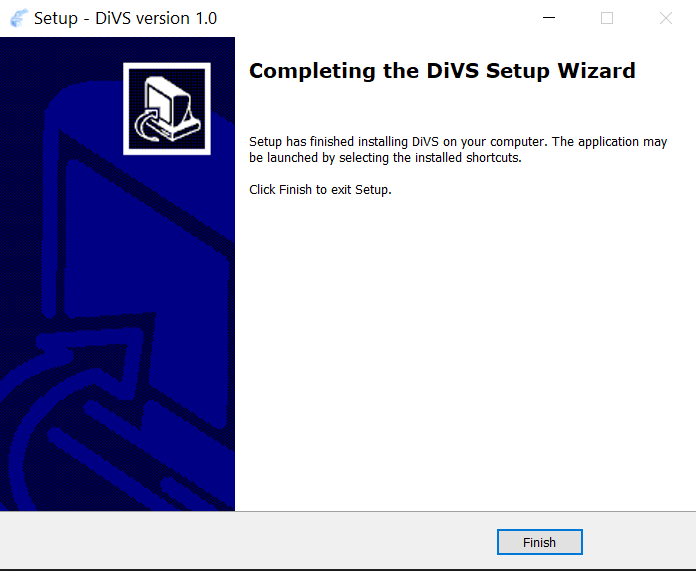 Setup - DiVS version 1.0
Completing the DiVS Setup Wizard
Setup has finished installing DiVS on your computer. The application may
be launched by selecting the installed shortcuts.
Click Finish to exit Setup.
Finish